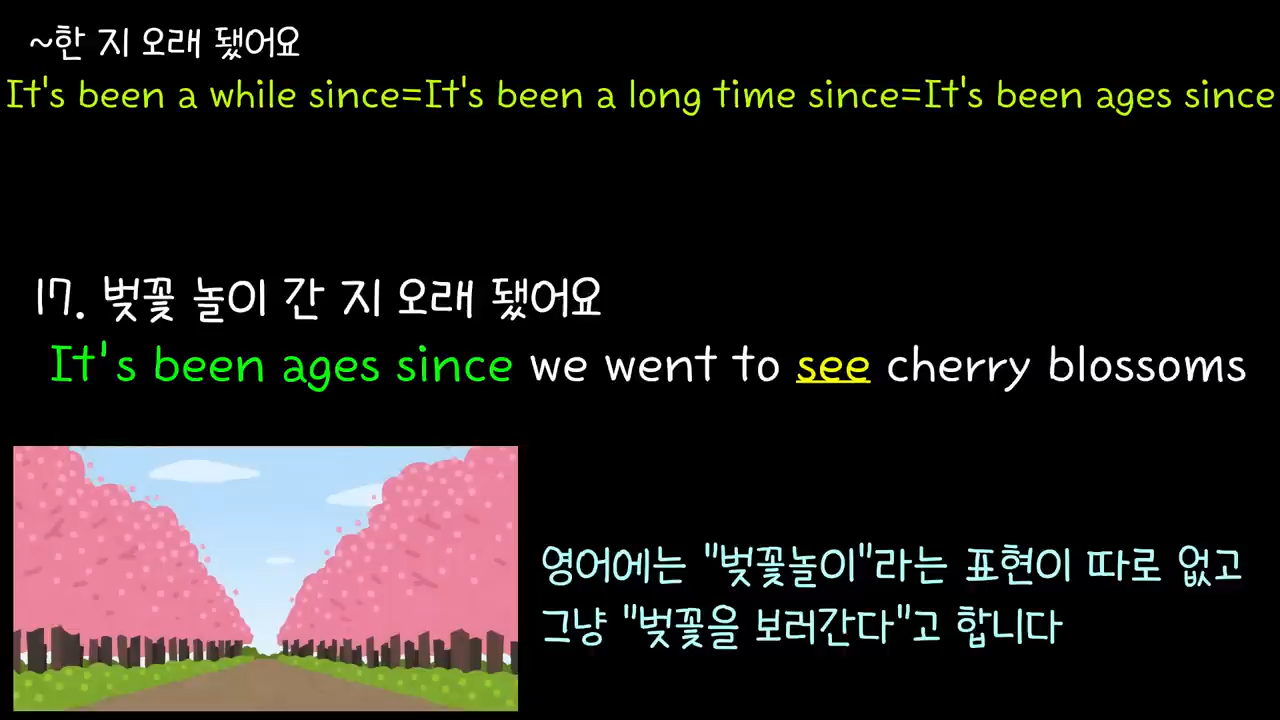 ~한 지 오래 됐어요
It's been a while since=It's been a long time since=It's been ages since
17. 벚꽃 놀이 간 지 오래 됐어요
It's been ages since we went to see cherry blossoms
영어에는 "벚꽃놀이"라는 표현이 따로 없고
그냥 "벚꽃을 보러간다"고 합니다